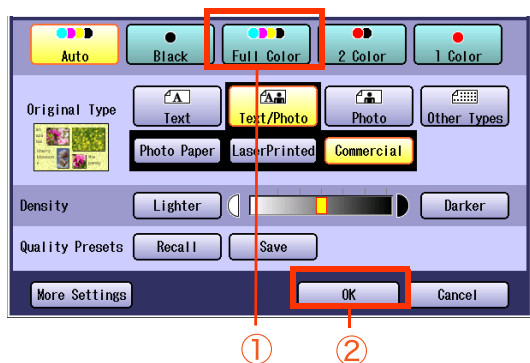 Auto Black Full Color 2 Color 1 Color
Original Type
A A
Text Text/Photo Photo Other Types
Photo Paper LaserPrinted Commercial
Density Lighter Darker
Quality Presets Recall Save
More Settings OK Cancel
① ②